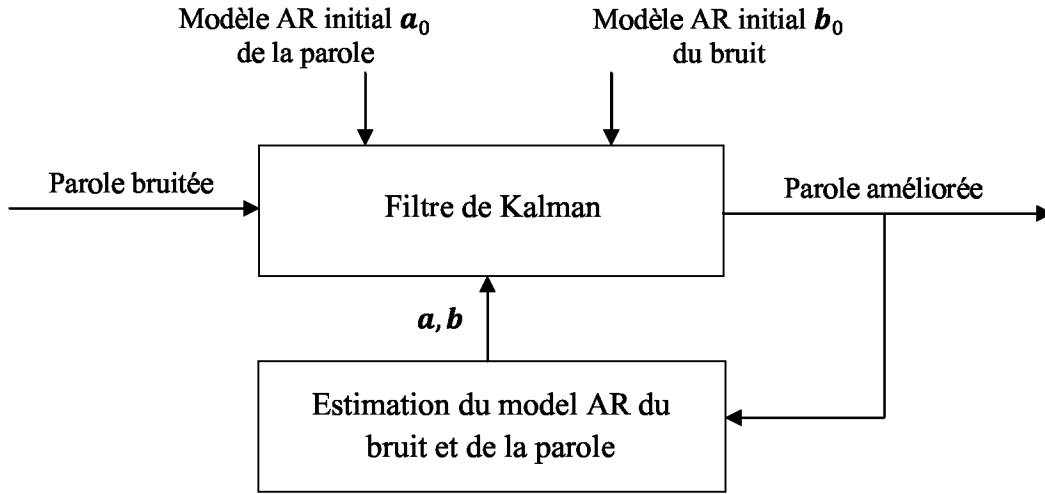 Modèle AR initial a₀
de la parole
Modèle AR initial b₀
du bruit
Parole bruitée
Filtre de Kalman
Parole améliorée
a, b
Estimation du model AR du
bruit et de la parole